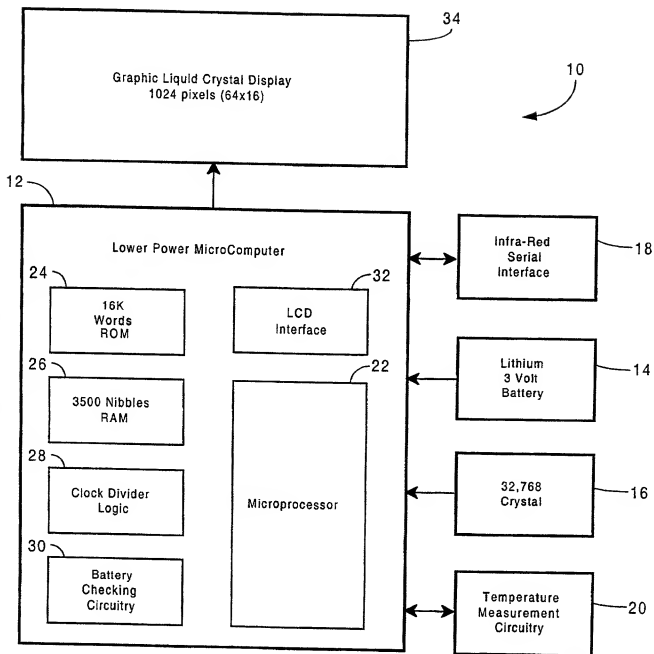 34
Graphic Liquid Crystal Display
1024 pixels (64x16)
10
12
Lower Power MicroComputer
Infra-Red
Serial
Interface
18
24
16K
Words
ROM
32
LCD
Interface
26
3500 Nibbles
RAM
22
Microprocessor
Lithium
3 Volt
Battery
14
28
Clock Divider
Logic
32,768
Crystal
16
30
Battery
Checking
Circuitry
Temperature
Measurement
Circuitry
20